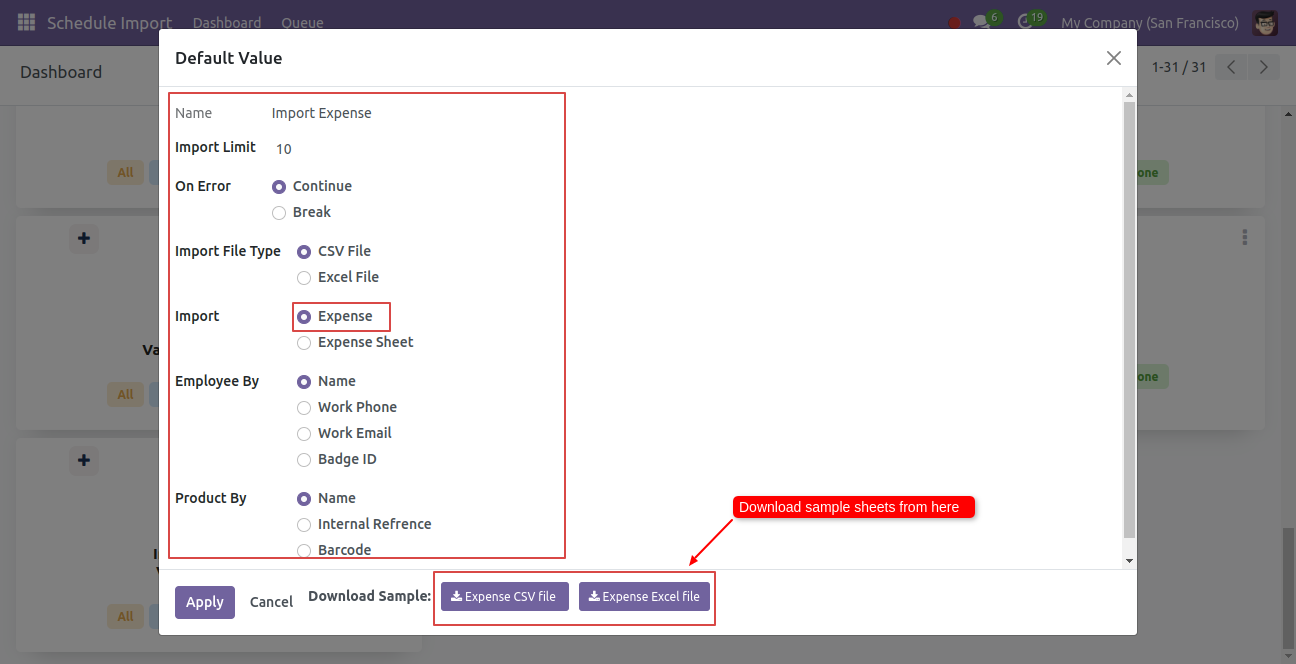 Schedule Import Dashboard Queue 6 19 My Company (San Francisco)
Dashboard 1-31 / 31
Default Value
Name Import Expense
Import Limit 10
On Error Continue
Break
Import File Type CSV File
Excel File
Import Expense
Expense Sheet
Employee By Name
Work Phone
Work Email
Badge ID
Product By Name
Internal Refrence
Barcode
Download sample sheets from here
Apply Cancel Download Sample: Expense CSV file Expense Excel file
All
All
All